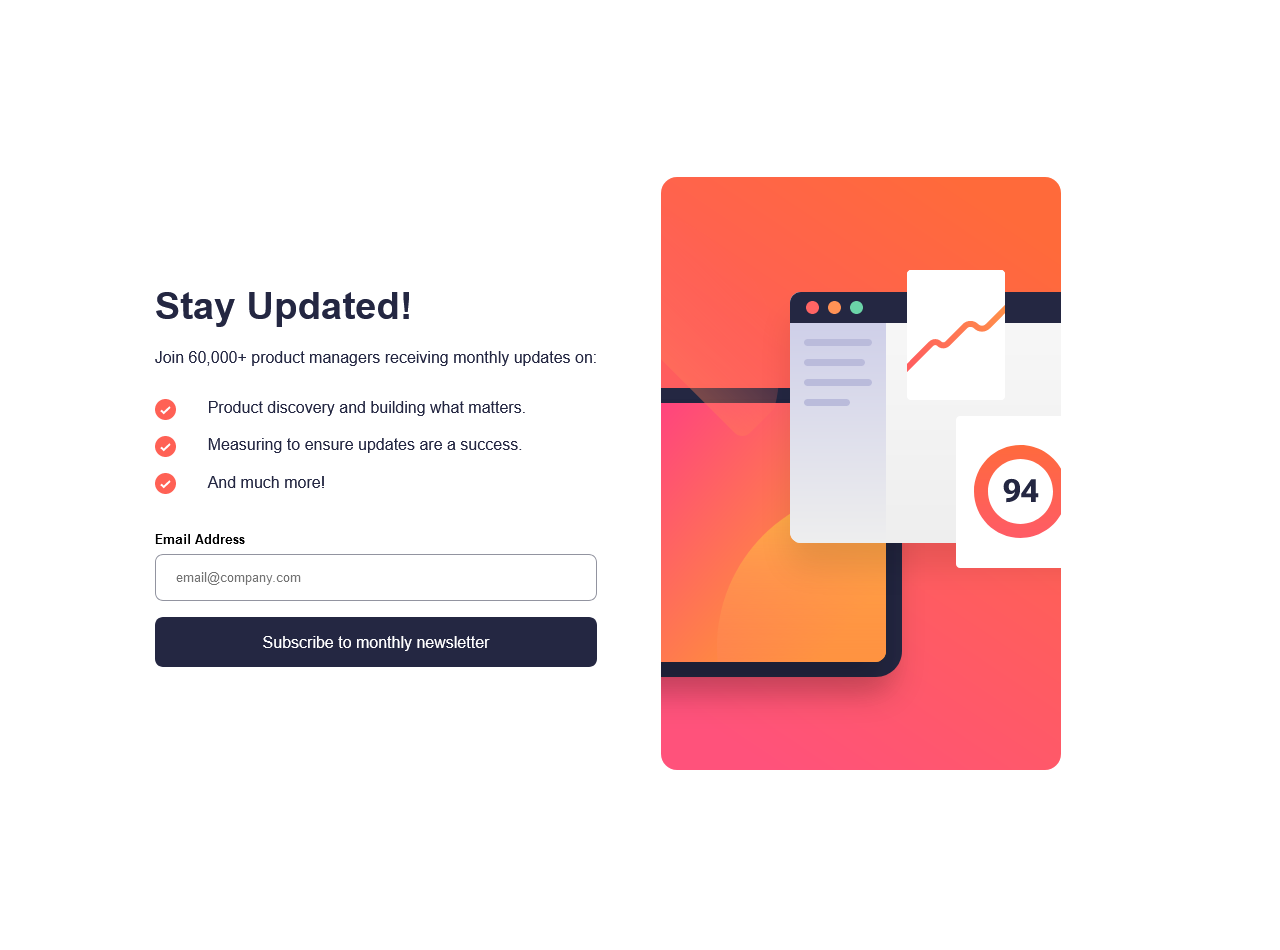 Stay Updated!
Join 60,000+ product managers receiving monthly updates on:
Product discovery and building what matters.
Measuring to ensure updates are a success.
And much more!
Email Address
email@company.com
Subscribe to monthly newsletter
94